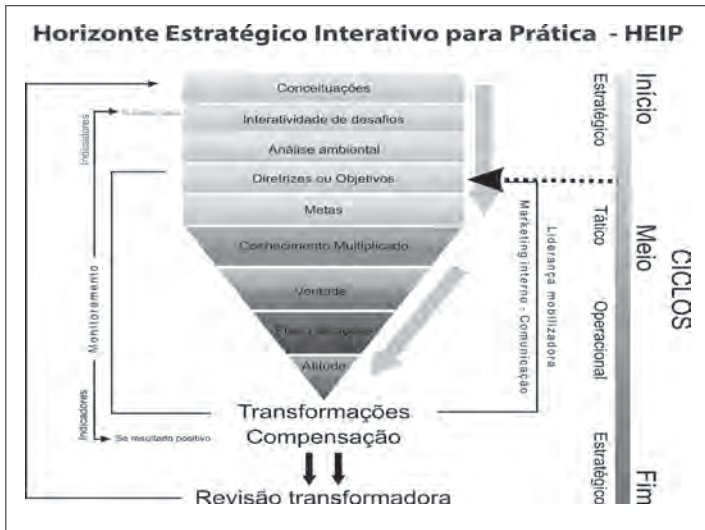 Horizonte Estratégico Interativo para Prática - HEIP
Conceituações
Interatividade de desafios
Análise ambiental
Diretrizes ou Objetivos
Metas
Conhecimento Multiplicado
Vontade
Atitude
Transformações
Compensação
Revisão transformadora
Indicadores
Monitoramento
Indicadores
Se resultado positivo
Marketing interno - Comunicação
Liderança mobilizadora
Estratégico
Tático
Operacional
Estratégico
Início
Meio
Fim
CICLOS